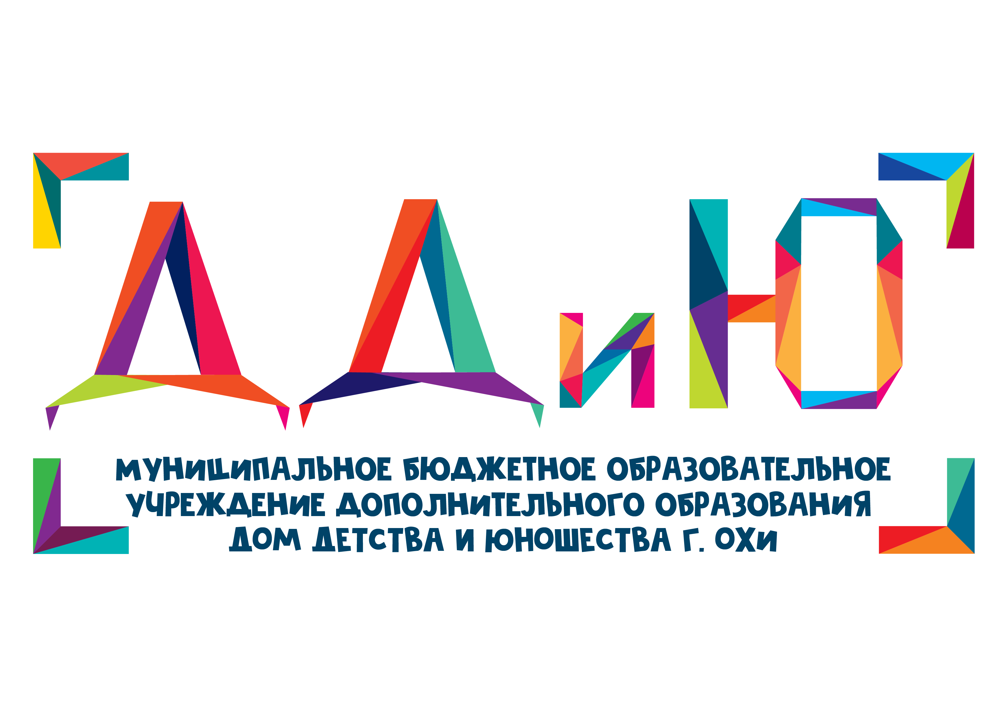 ДДиЮ
МУНИЦИПАЛЬНОЕ БЮДЖЕТНОЕ ОБРАЗОВАТЕЛЬНОЕ
УЧРЕЖДЕНИЕ ДОПОЛНИТЕЛЬНОГО ОБРАЗОВАНИЯ
ДОМ ДЕТСТВА И ЮНОШЕСТВА Г. ОХИ